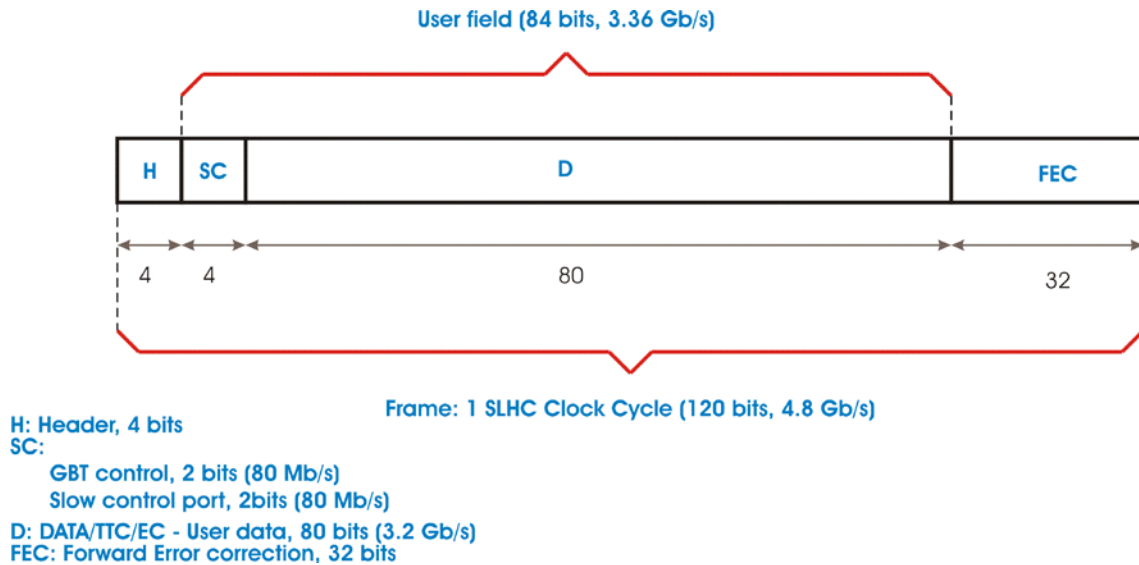 User field (84 bits, 3.36 Gb/s)
H SC D FEC
4 4 80 32
Frame: 1 SLHC Clock Cycle (120 bits, 4.8 Gb/s)
H: Header, 4 bits
SC:
GBT control, 2 bits (80 Mb/s)
Slow control port, 2bits (80 Mb/s)
D: DATA/TTC/EC - User data, 80 bits (3.2 Gb/s)
FEC: Forward Error correction, 32 bits